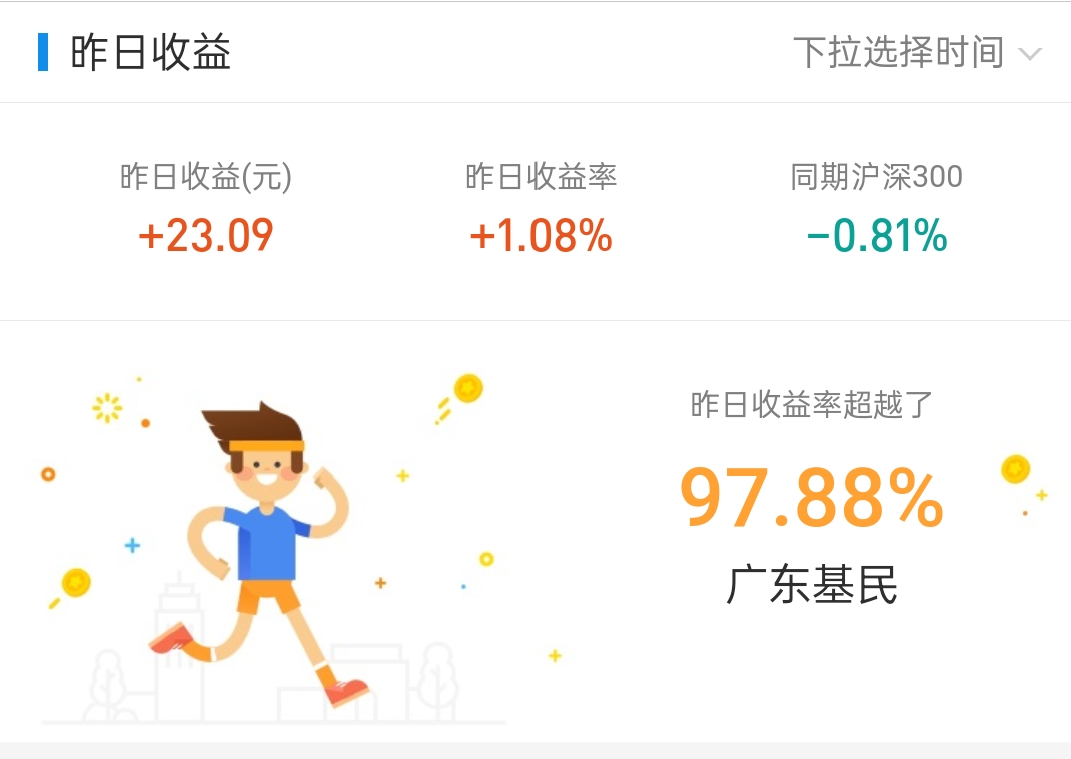 昨日收益
下拉选择时间
昨日收益(元)
昨日收益率
同期沪深300
+23.09
+1.08%
-0.81%
昨日收益率超越了
97.88%
广东基民